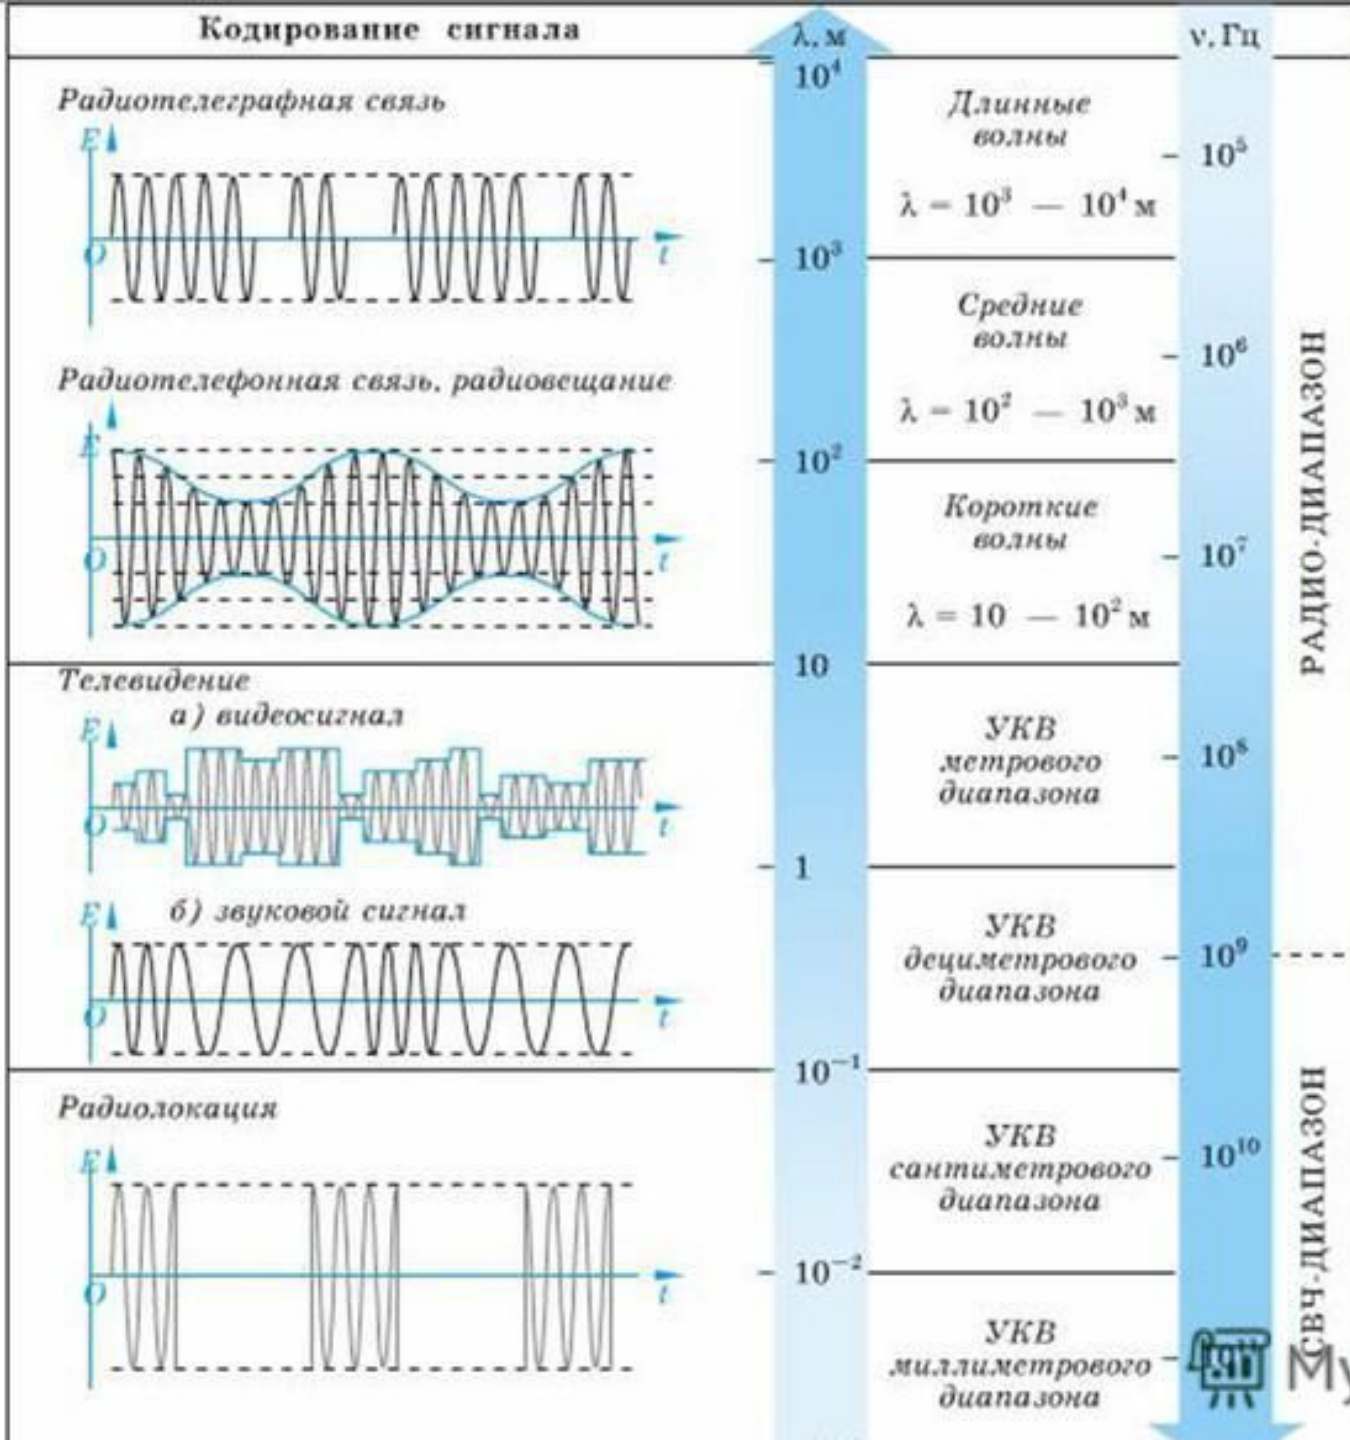 Кодирование сигнала
λ, м
ν, Гц
Радиотелеграфная связь
E
O
t
Радиотелефонная связь, радиовещание
E
O
t
Телевидение
а) видеосигнал
E
O
t
б) звуковой сигнал
E
O
t
Радиолокация
E
O
t
10⁴
10³
10²
10
1
10⁻¹
10⁻²
Длинные
волны
λ = 10³ — 10⁴ м
Средние
волны
λ = 10² — 10³ м
Короткие
волны
λ = 10 — 10² м
УКВ
метрового
диапазона
УКВ
дециметрового
диапазона
УКВ
сантиметрового
диапазона
УКВ
миллиметрового
диапазона
10⁵
10⁶
10⁷
10⁸
10⁹
10¹⁰
РАДИО-ДИАПАЗОН
СВЧ-ДИАПАЗОН
Му